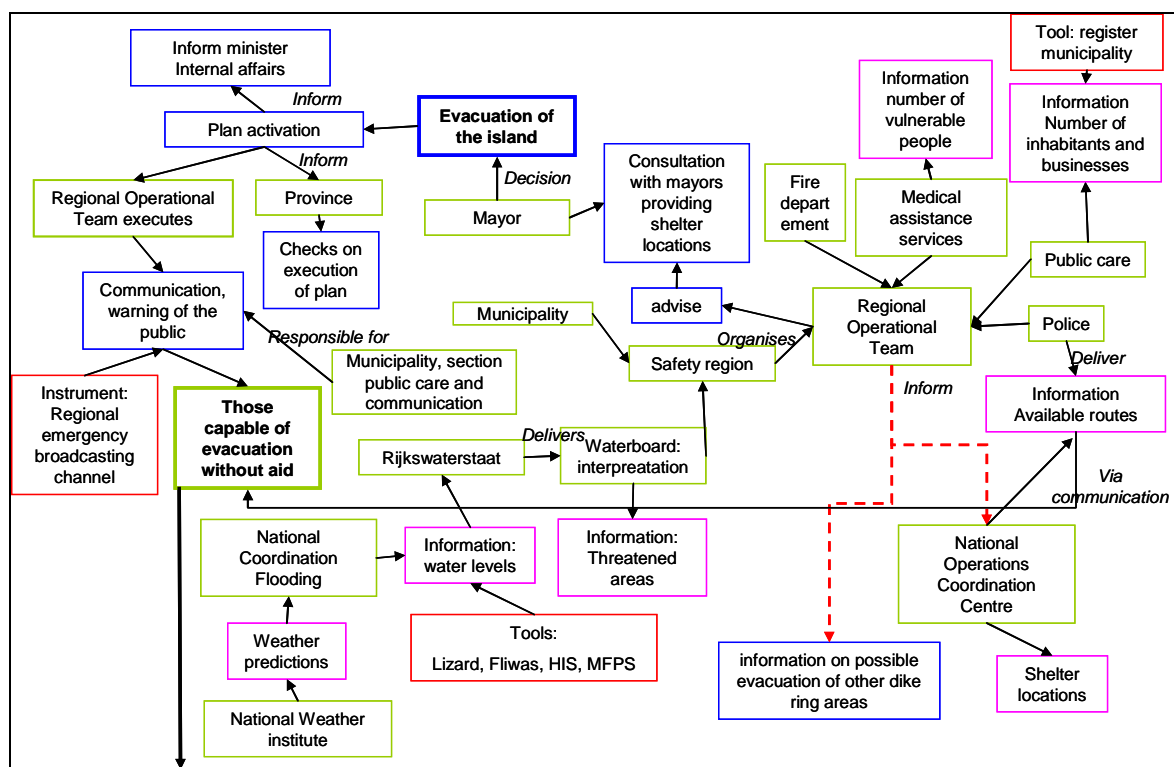 Inform minister
Internal affairs
Inform
Plan activation
Evacuation of
the island
Inform
Decision
Regional Operational
Team executes
Province
Mayor
Checks on
execution
of plan
Communication,
warning of the
public
Responsible for
Municipality, section
public care and
communication
Instrument:
Regional
emergency
broadcasting
channel
Those
capable of
evacuation
without aid
Consultation
with mayors
providing
shelter
locations
advise
Municipality
Safety region
Organises
Fire
depart
ement
Information
number of
vulnerable
people
Medical
assistance
services
Tool: register
municipality
Information
Number of
inhabitants and
businesses
Public care
Regional
Operational
Team
Police
Deliver
Inform
Information
Available routes
Via
communication
Rijkswaterstaat
Delivers
Waterboard:
interpreatation
National
Coordination
Flooding
Information:
water levels
Information:
Threatened
areas
National
Operations
Coordination
Centre
Weather
predictions
Tools:
Lizard, Fliwas, HIS, MFPS
information on possible
evacuation of other dike
ring areas
Shelter
locations
National Weather
institute